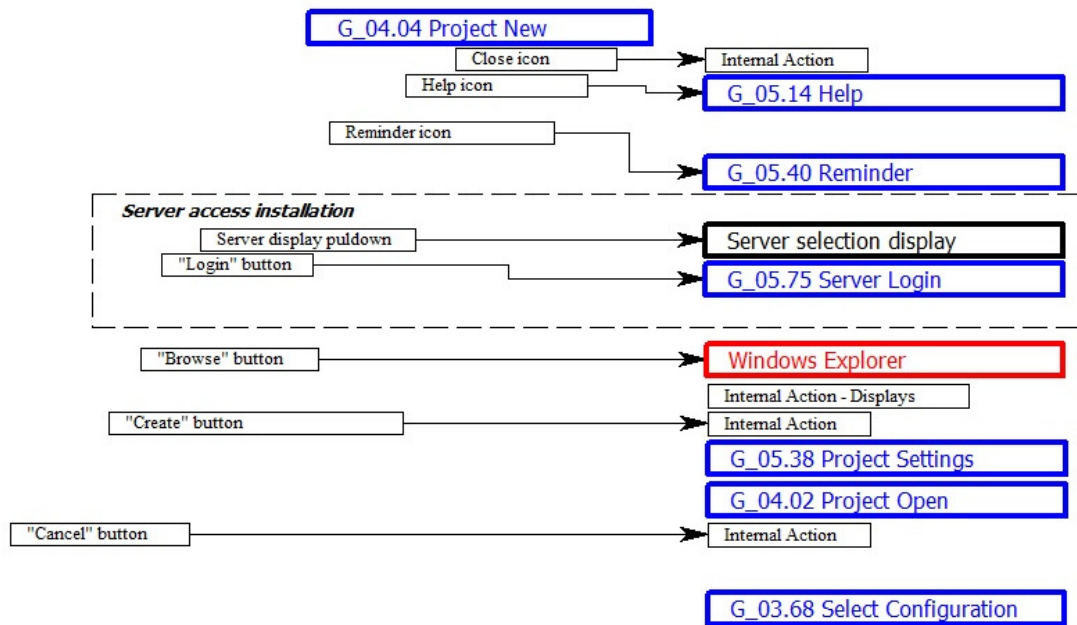 G_04.04 Project New
Close icon
Internal Action
Help icon
G_05.14 Help
Reminder icon
G_05.40 Reminder
Server access installation
Server display puldown
Server selection display
"Login" button
G_05.75 Server Login
"Browse" button
Windows Explorer
Internal Action - Displays
"Create" button
Internal Action
G_05.38 Project Settings
G_04.02 Project Open
"Cancel" button
Internal Action
G_03.68 Select Configuration